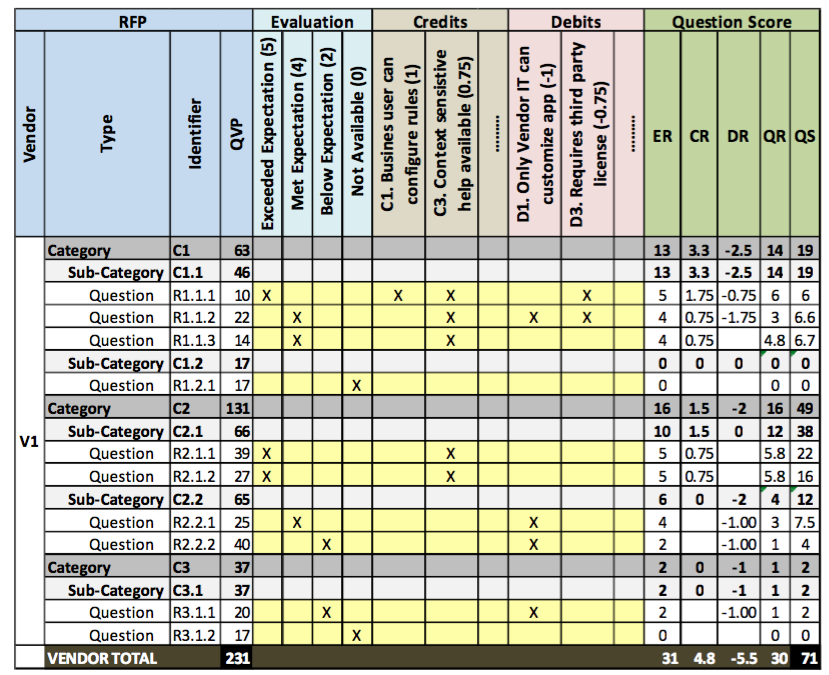 RFP Evaluation Credits Debits Question Score
Vendor
Type
Identifier
QVP
Exceeded Expectation (5)
Met Expectation (4)
Below Expectation (2)
Not Available (0)
C1. Busines user can
configure rules (1)
C3. Context sensistive
help available (0.75)
.........
D1. Only Vendor IT can
customize app (-1)
D3. Requires third party
license (-0.75)
.........
ER CR DR QR QS
Category C1 63 13 3.3 -2.5 14 19
Sub-Category C1.1 46 13 3.3 -2.5 14 19
Question R1.1.1 10 X X X X 5 1.75 -0.75 6 6
Question R1.1.2 22 X X X X 4 0.75 -1.75 3 6.6
Question R1.1.3 14 X X 4 0.75 4.8 6.7
Sub-Category C1.2 17 0 0 0 0 0
Question R1.2.1 17 X 0 0 0
Category C2 131 16 1.5 -2 16 49
V1
Sub-Category C2.1 66 10 1.5 0 12 38
Question R2.1.1 39 X X 5 0.75 5.8 22
Question R2.1.2 27 X X 5 0.75 5.8 16
Sub-Category C2.2 65 6 0 -2 4 12
Question R2.2.1 25 X X 4 -1.00 3 7.5
Question R2.2.2 40 X X 2 -1.00 1 4
Category C3 37 2 0 -1 1 2
Sub-Category C3.1 37 2 0 -1 1 2
Question R3.1.1 20 X X 2 -1.00 1 2
Question R3.1.2 17 X 0 0 0
VENDOR TOTAL 231 31 4.8 -5.5 30 71